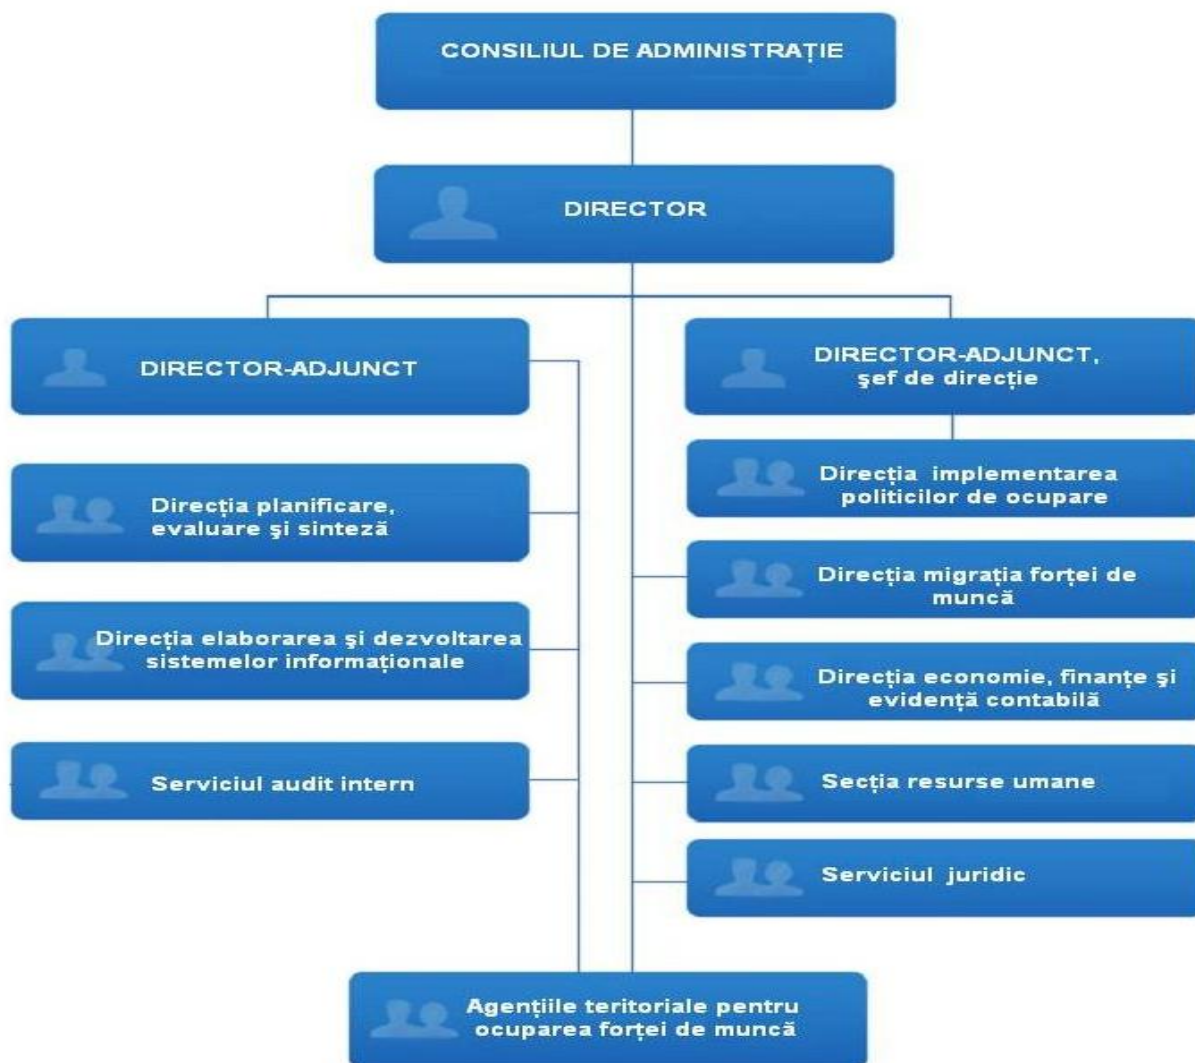 CONSILIUL DE ADMINISTRAȚIE
DIRECTOR
DIRECTOR-ADJUNCT
DIRECTOR-ADJUNCT,
şef de direcție
Direcția planificare,
evaluare şi sinteză
Direcția elaborarea şi dezvoltarea
sistemelor informaționale
Serviciul audit intern
Direcția implementarea
politicilor de ocupare
Direcția migrația forței de
muncă
Direcția economie, finanțe şi
evidență contabilă
Secția resurse umane
Serviciul juridic
Agențiile teritoriale pentru
ocuparea forței de muncă